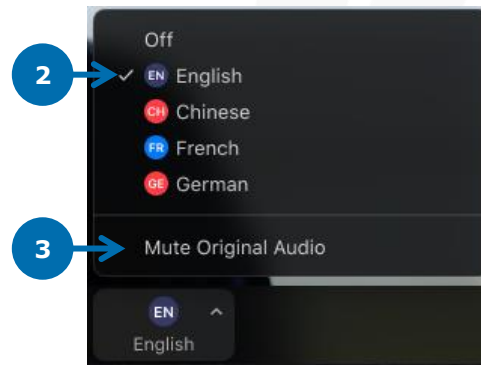 Off
2 EN English
CH Chinese
FR French
GE German
3 Mute Original Audio
EN
English